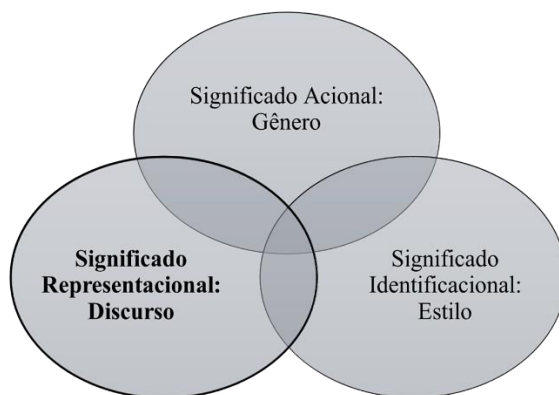 Significado Acional:
Gênero
Significado
Representacional:
Discurso
Significado
Identificacional:
Estilo